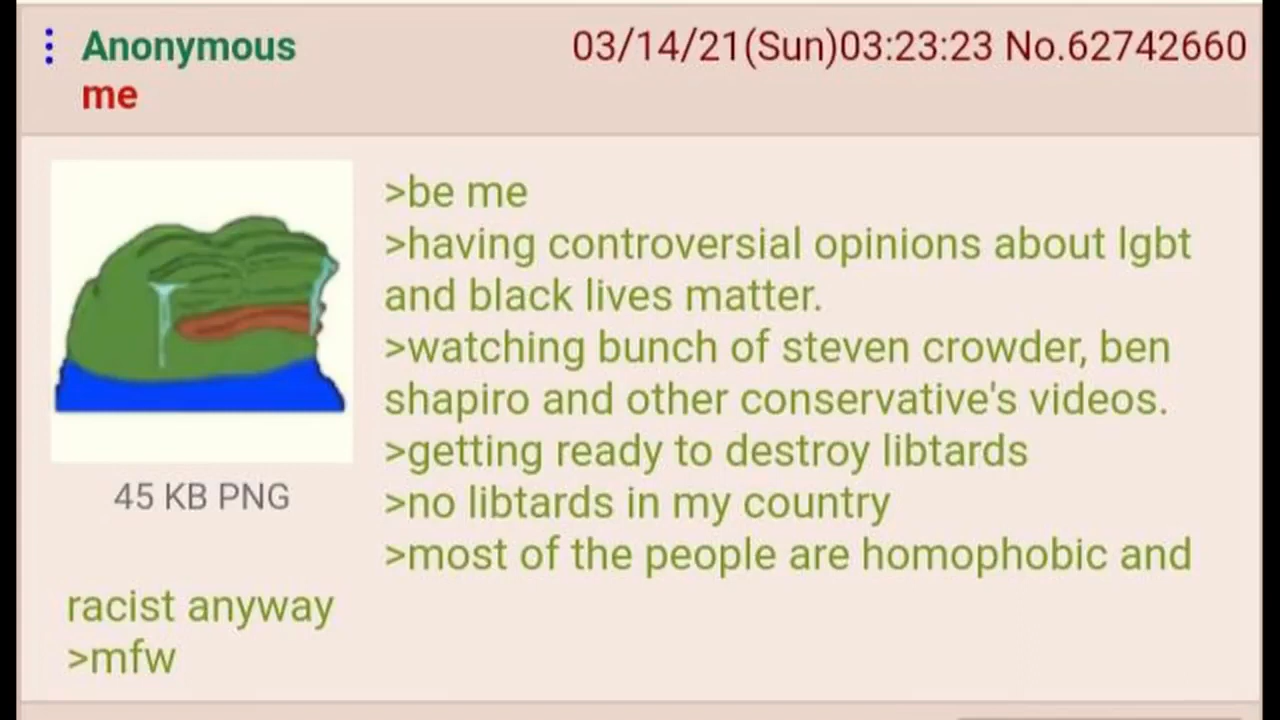 Anonymous 03/14/21(Sun)03:23:23 No.62742660
me
>be me
>having controversial opinions about lgbt
and black lives matter.
>watching bunch of steven crowder, ben
shapiro and other conservative's videos.
>getting ready to destroy libtards
>no libtards in my country
>most of the people are homophobic and
racist anyway
>mfw
45 KB PNG